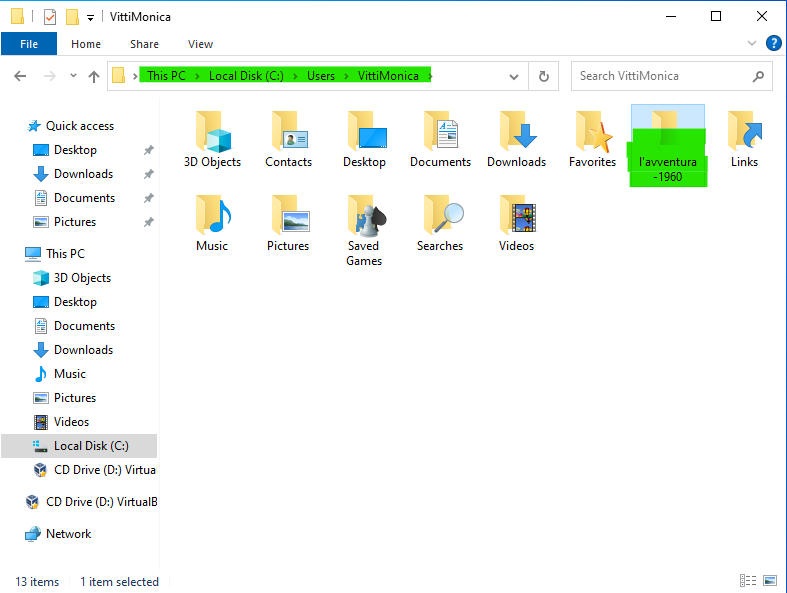 VittiMonica
File Home Share View
This PC Local Disk (C:) Users VittiMonica
Search VittiMonica
Quick access
Desktop
Downloads
Documents
Pictures
This PC
3D Objects
Desktop
Documents
Downloads
Music
Pictures
Videos
Local Disk (C:)
CD Drive (D:) Virtua
CD Drive (D:) VirtualB
Network
3D Objects Contacts Desktop Documents Downloads Favorites l'avventura Links
-1960
Music Pictures Saved Searches Videos
Games
13 items 1 item selected